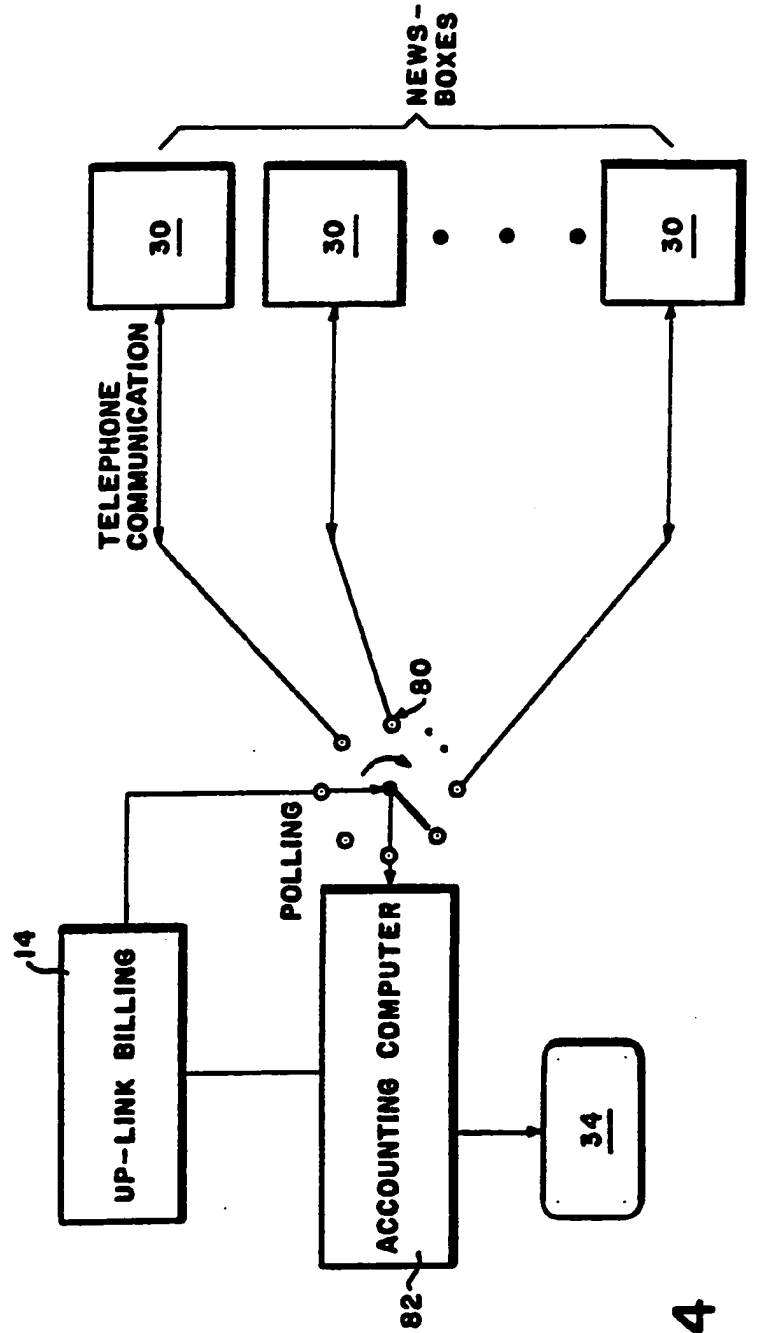 14
UP-LINK BILLING
POLLING
ACCOUNTING COMPUTER
82
34
80
TELEPHONE
COMMUNICATION
30
30
30
NEWS-
BOXES
4